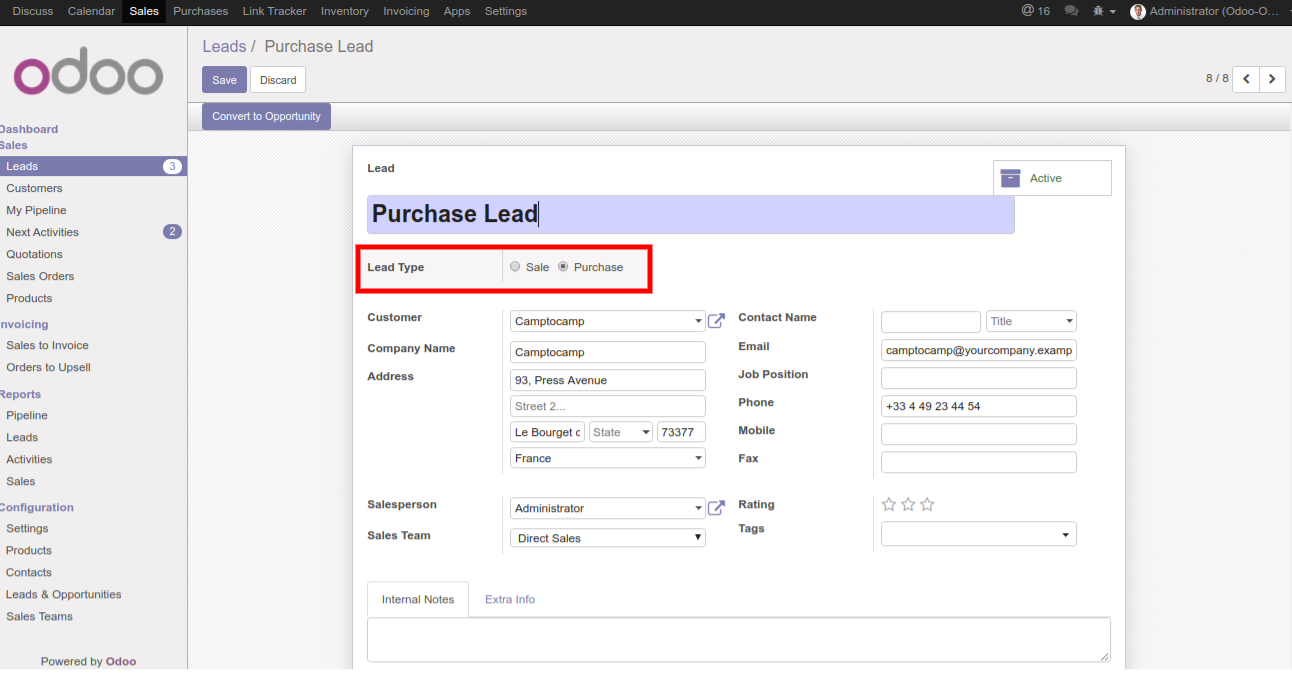 Discuss Calendar Sales Purchases Link Tracker Inventory Invoicing Apps Settings @ 16 Administrator (Odoo-O...
odoo
Leads / Purchase Lead
Save Discard 8 / 8
Convert to Opportunity
Dashboard
Sales
Leads 3
Customers
My Pipeline
Next Activities 2
Quotations
Sales Orders
Products
nvoicing
Sales to Invoice
Orders to Upsell
Reports
Pipeline
Leads
Activities
Sales
Configuration
Settings
Products
Contacts
Leads & Opportunities
Sales Teams
Powered by Odoo
Lead
Active
Purchase Lead
Lead Type Sale Purchase
Customer Camptocamp
Company Name Camptocamp
Address 93, Press Avenue
Street 2...
Le Bourget c State 73377
France
Contact Name Title
Email camptocamp@yourcompany.examp
Job Position
Phone +33 4 49 23 44 54
Mobile
Fax
Salesperson Administrator
Sales Team Direct Sales
Rating
Tags
Internal Notes Extra Info